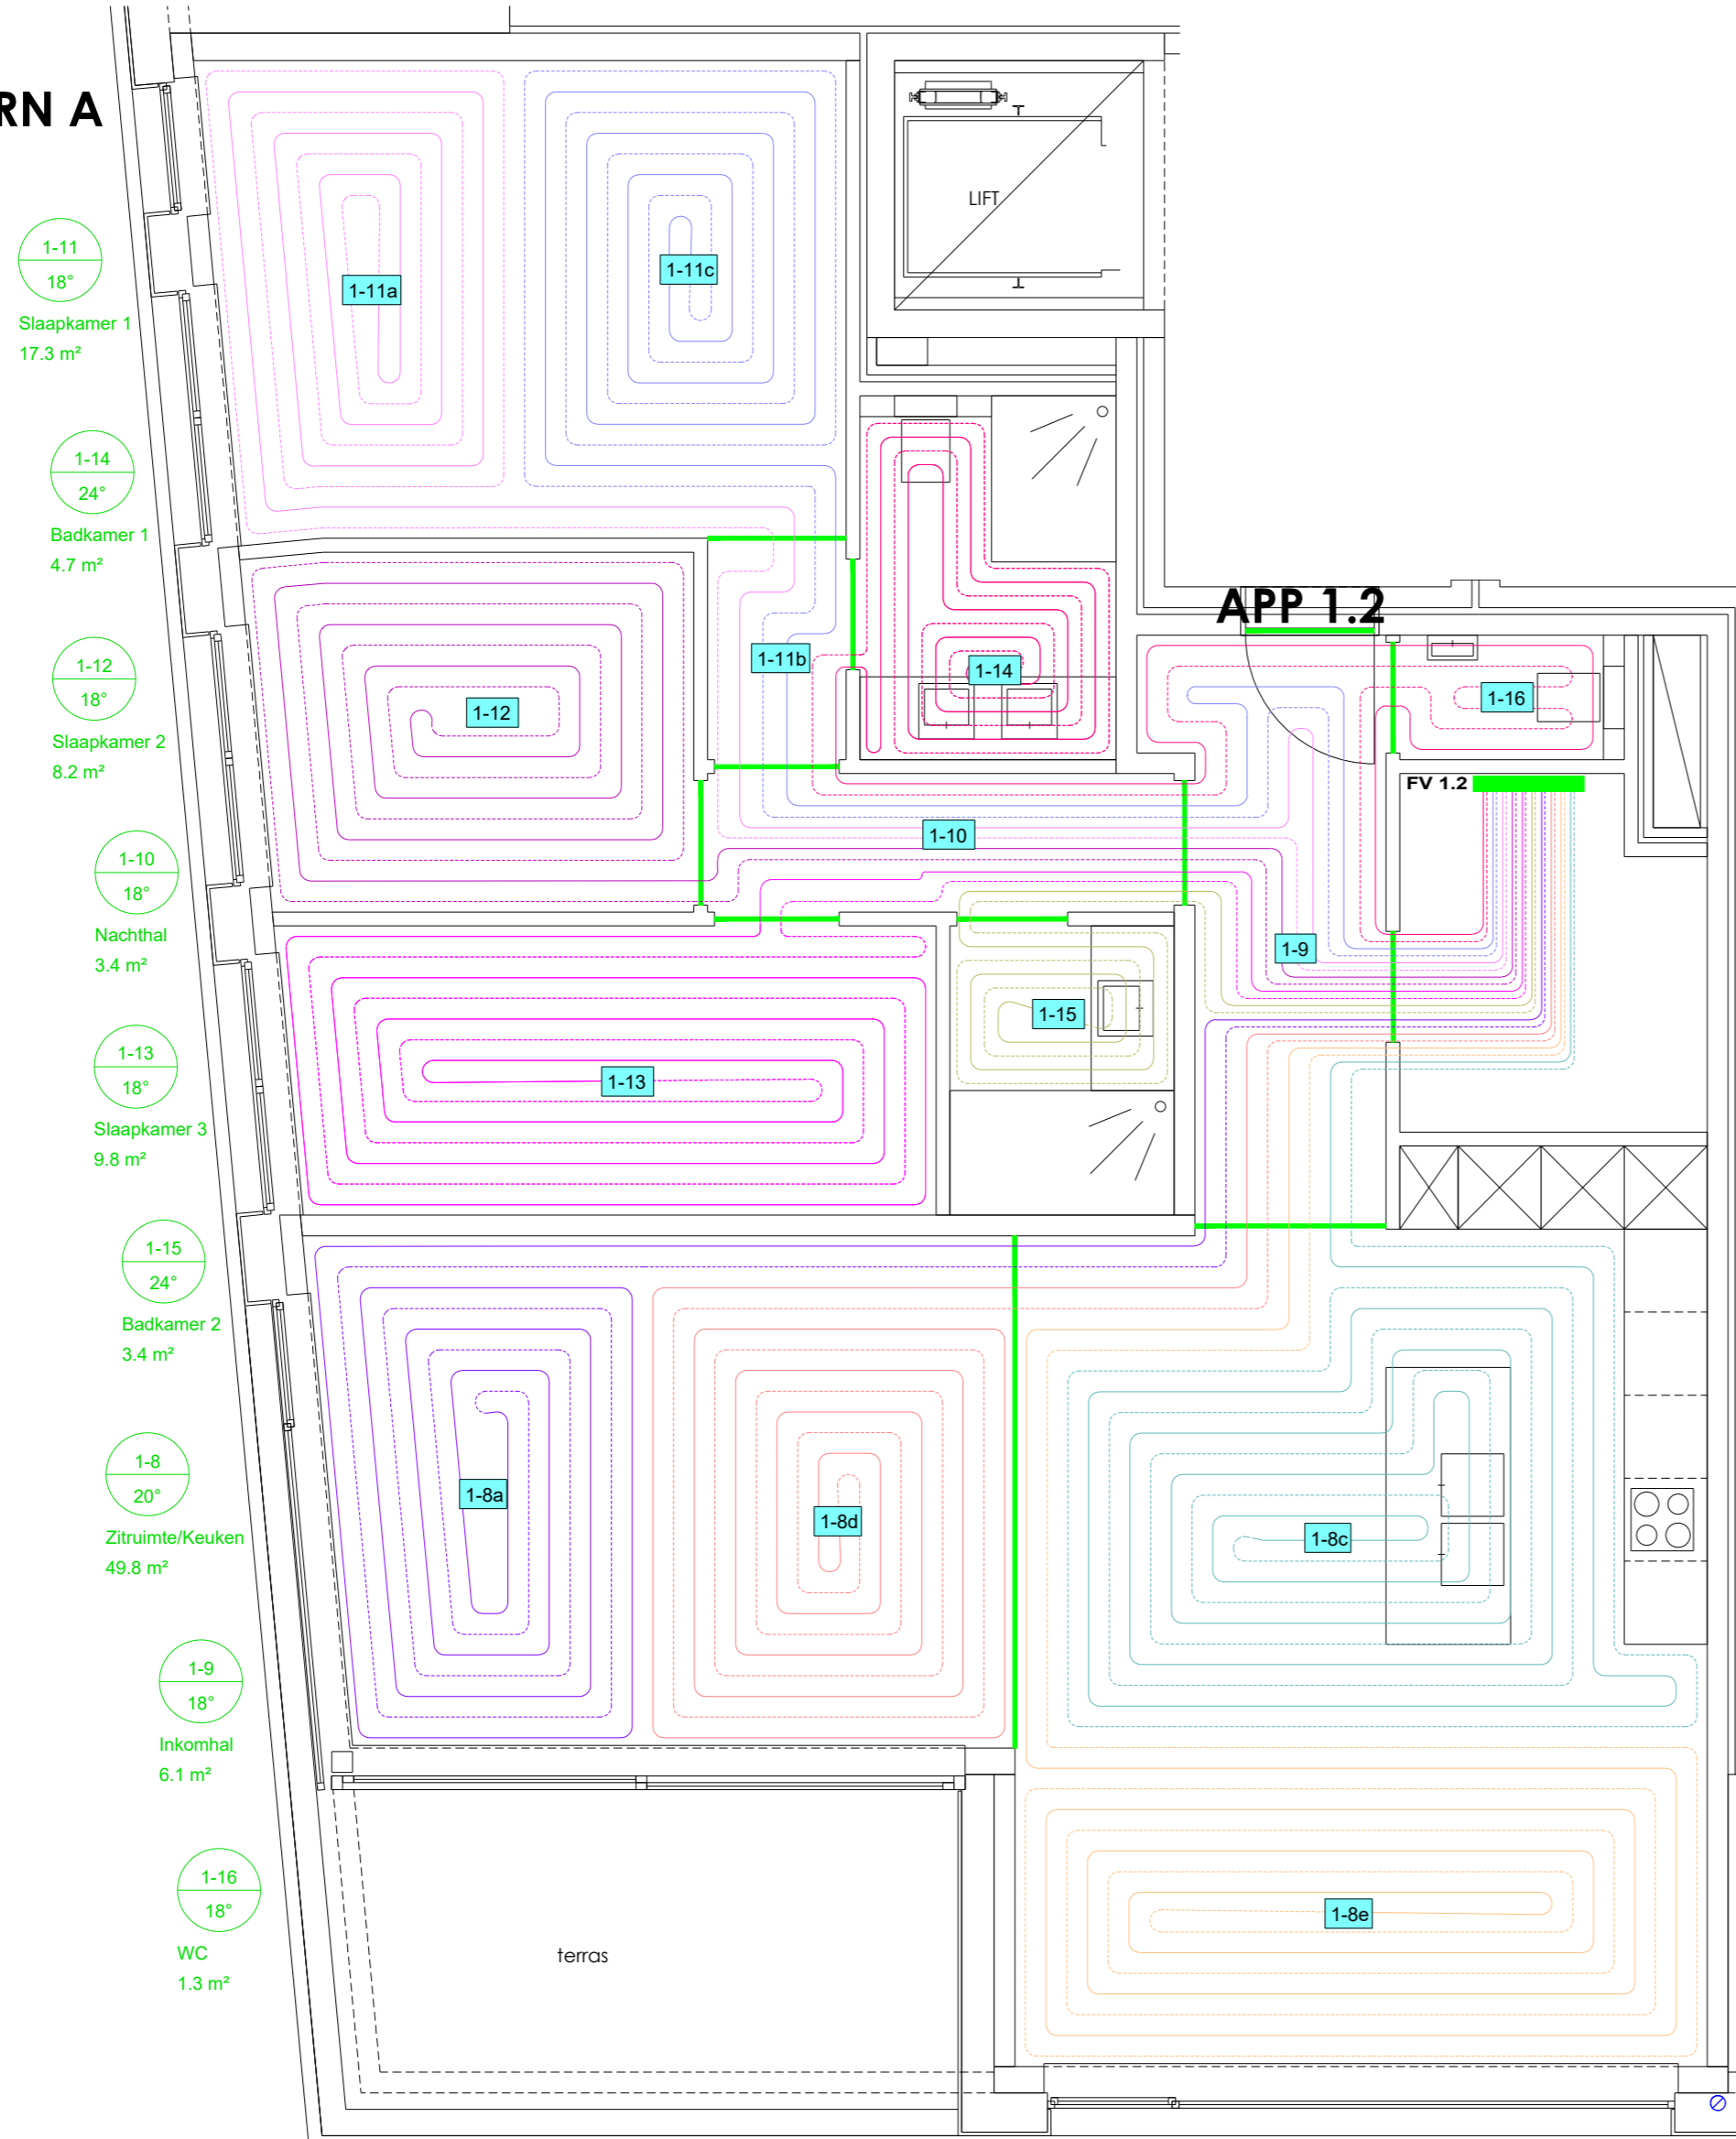 RN A
1-11
18°
Slaapkamer 1
17.3 m²
1-14
24°
Badkamer 1
4.7 m²
1-12
18°
Slaapkamer 2
8.2 m²
1-10
18°
Nachthal
3.4 m²
1-13
18°
Slaapkamer 3
9.8 m²
1-15
24°
Badkamer 2
3.4 m²
1-8
20°
Zitruimte/Keuken
49.8 m²
1-9
18°
Inkomhal
6.1 m²
1-16
18°
WC
1.3 m²
LIFT
1-11a
1-11c
APP 1.2
1-11b
1-14
1-12
1-16
FV 1.2
1-10
1-9
1-15
1-13
1-8a
1-8d
1-8c
1-8e
terras